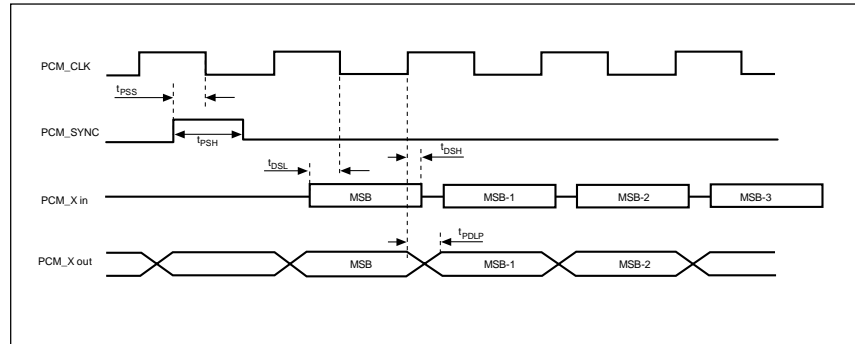 PCM_CLK
tPSS
PCM_SYNC
tPSH
tDSH
tDSL
PCM_X in
MSB
MSB-1
MSB-2
MSB-3
tPDLP
PCM_X out
MSB
MSB-1
MSB-2